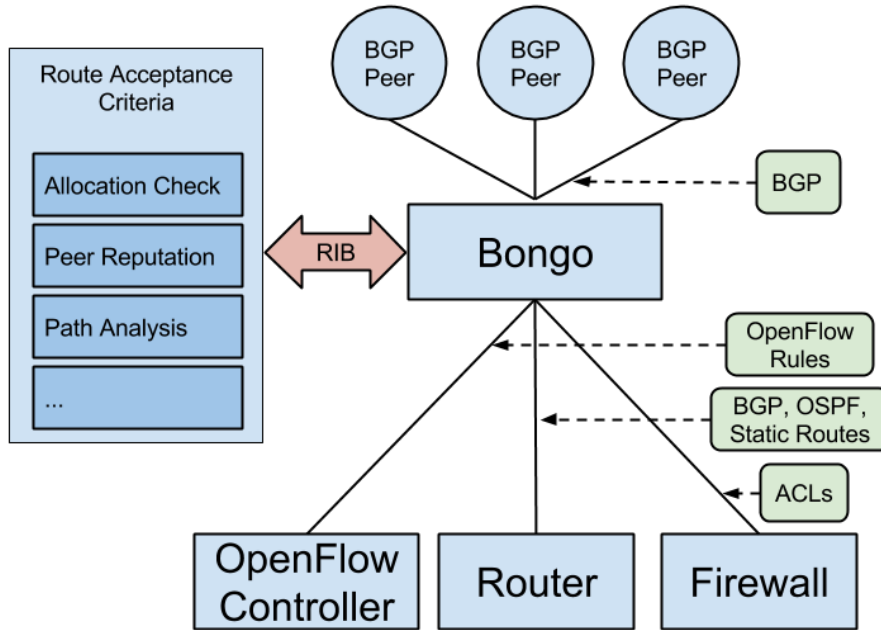 Route Acceptance
Criteria
Allocation Check
Peer Reputation
Path Analysis
...
BGP
Peer
BGP
Peer
BGP
Peer
BGP
RIB
Bongo
OpenFlow
Rules
BGP, OSPF,
Static Routes
ACLs
OpenFlow
Controller
Router
Firewall